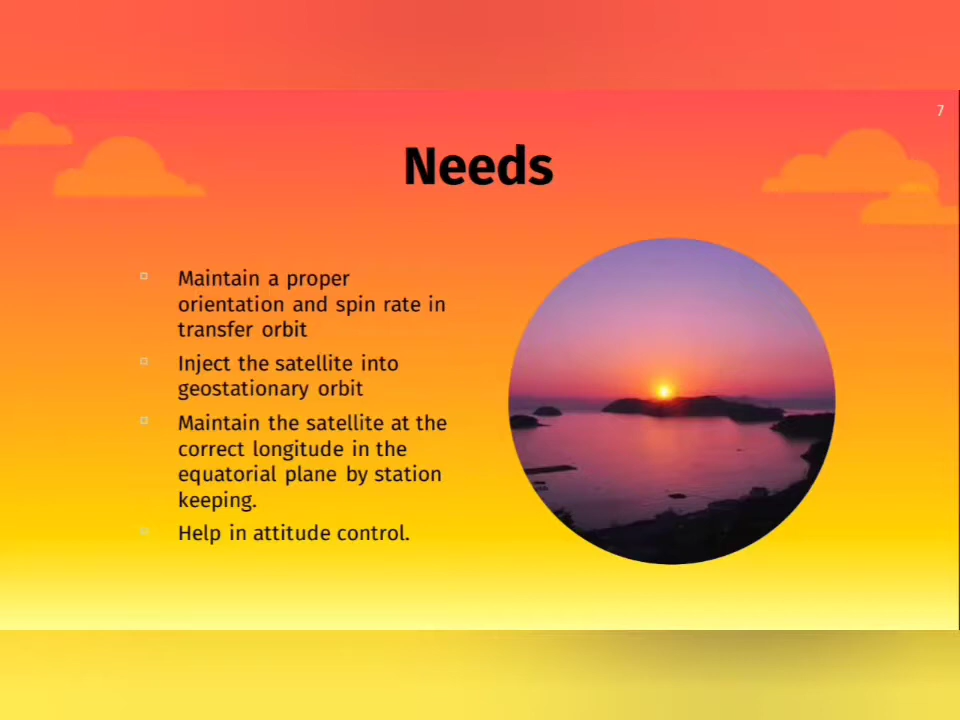 7
Needs
Maintain a proper
orientation and spin rate in
transfer orbit
Inject the satellite into
geostationary orbit
Maintain the satellite at the
correct longitude in the
equatorial plane by station
keeping.
Help in attitude control.